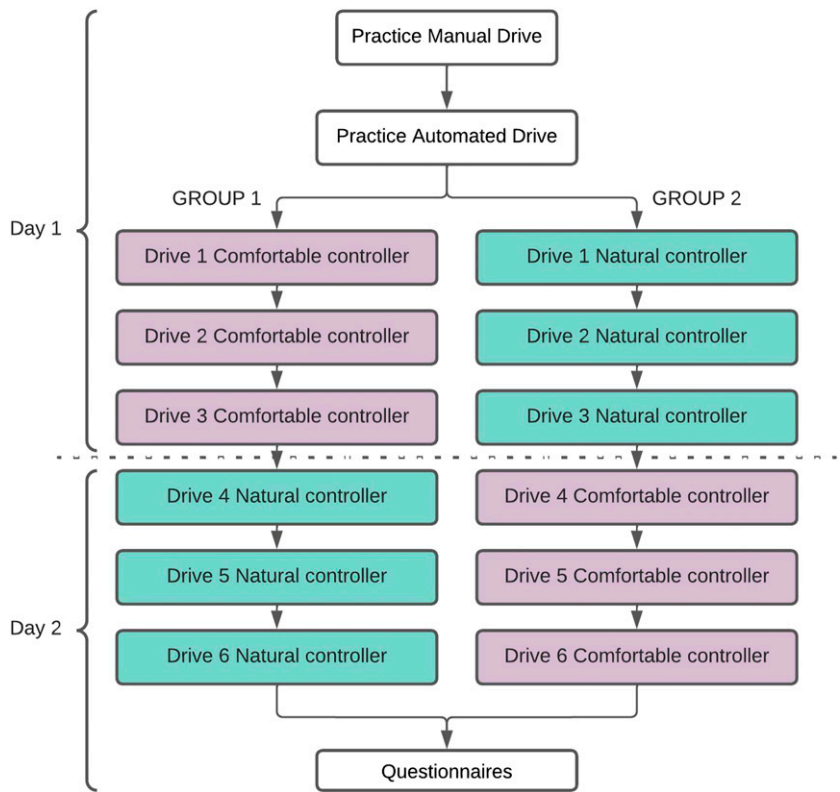 Practice Manual Drive
Practice Automated Drive
GROUP 1
GROUP 2
Day 1
Drive 1 Comfortable controller
Drive 1 Natural controller
Drive 2 Comfortable controller
Drive 2 Natural controller
Drive 3 Comfortable controller
Drive 3 Natural controller
Day 2
Drive 4 Natural controller
Drive 4 Comfortable controller
Drive 5 Natural controller
Drive 5 Comfortable controller
Drive 6 Natural controller
Drive 6 Comfortable controller
Questionnaires